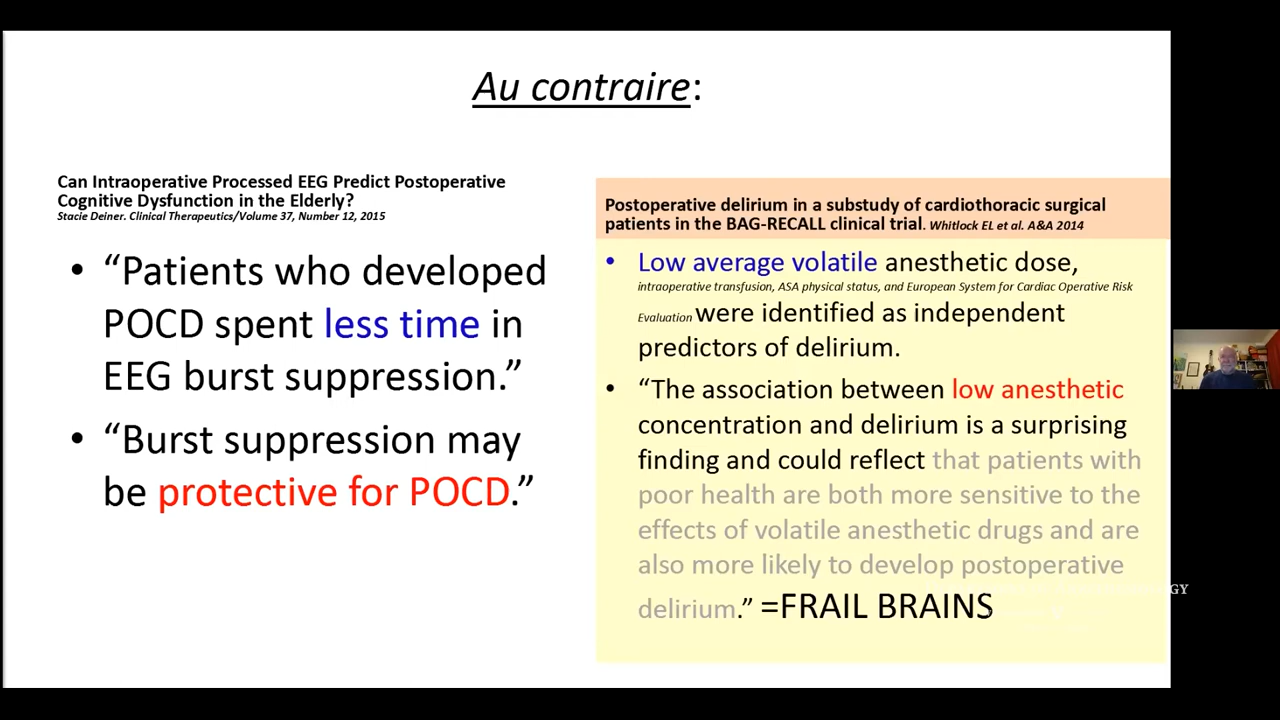 Au contraire:
Can Intraoperative Processed EEG Predict Postoperative
Cognitive Dysfunction in the Elderly?
Stacie Deiner. Clinical Therapeutics/Volume 37, Number 12, 2015
• “Patients who developed
POCD spent less time in
EEG burst suppression.”
• “Burst suppression may
be protective for POCD.”
Postoperative delirium in a substudy of cardiothoracic surgical
patients in the BAG-RECALL clinical trial. Whitlock EL et al. A&A 2014
• Low average volatile anesthetic dose,
intraoperative transfusion, ASA physical status, and European System for Cardiac Operative Risk
Evaluation were identified as independent
predictors of delirium.
• “The association between low anesthetic
concentration and delirium is a surprising
finding and could reflect that patients with
poor health are both more sensitive to the
effects of volatile anesthetic drugs and are
also more likely to develop postoperative
delirium.” =FRAIL BRAINS